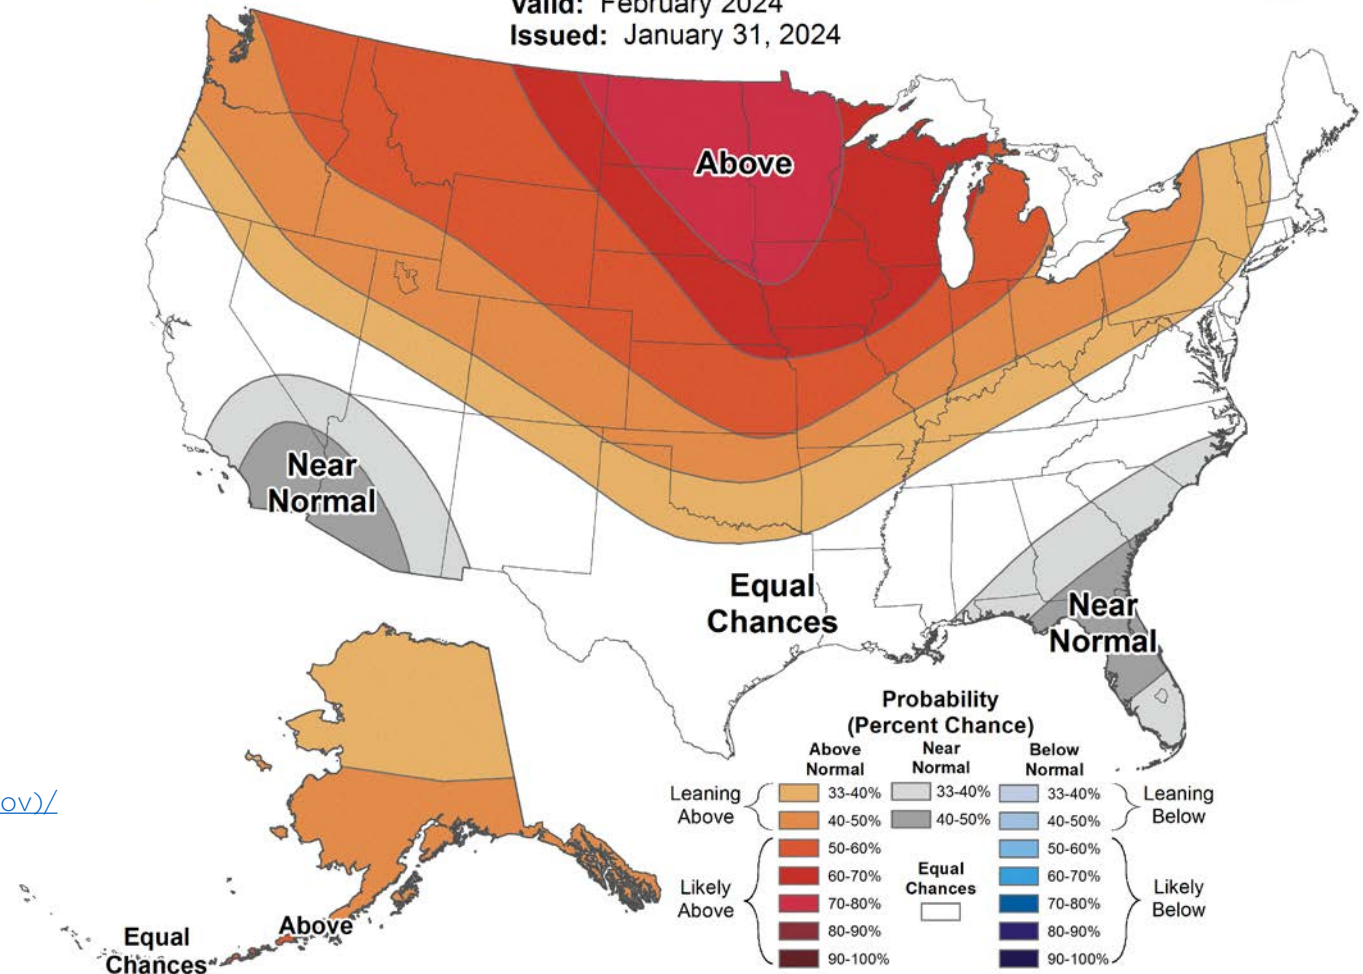 Valid: February 2024
Issued: January 31, 2024
Above
Near
Normal
Equal
Chances
Near
Normal
ov)/
Above
Equal
Chances
Probability
(Percent Chance)
Above
Normal
Near
Normal
Below
Normal
Leaning
Above
33-40%
33-40%
33-40%
Leaning
Below
40-50%
40-50%
40-50%
50-60%
50-60%
Likely
Above
60-70%
Equal
Chances
60-70%
Likely
Below
70-80%
70-80%
80-90%
80-90%
90-100%
90-100%